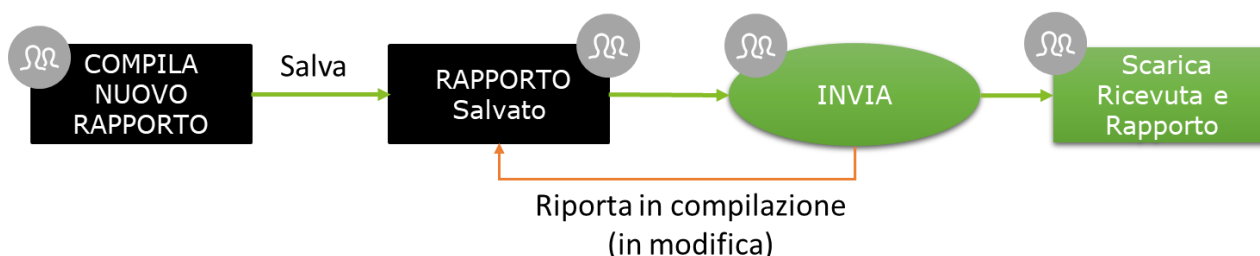 COMPILA
NUOVO
RAPPORTO
Salva
RAPPORTO
Salvato
INVIA
Scarica
Ricevuta e
Rapporto
Riporta in compilazione
(in modifica)